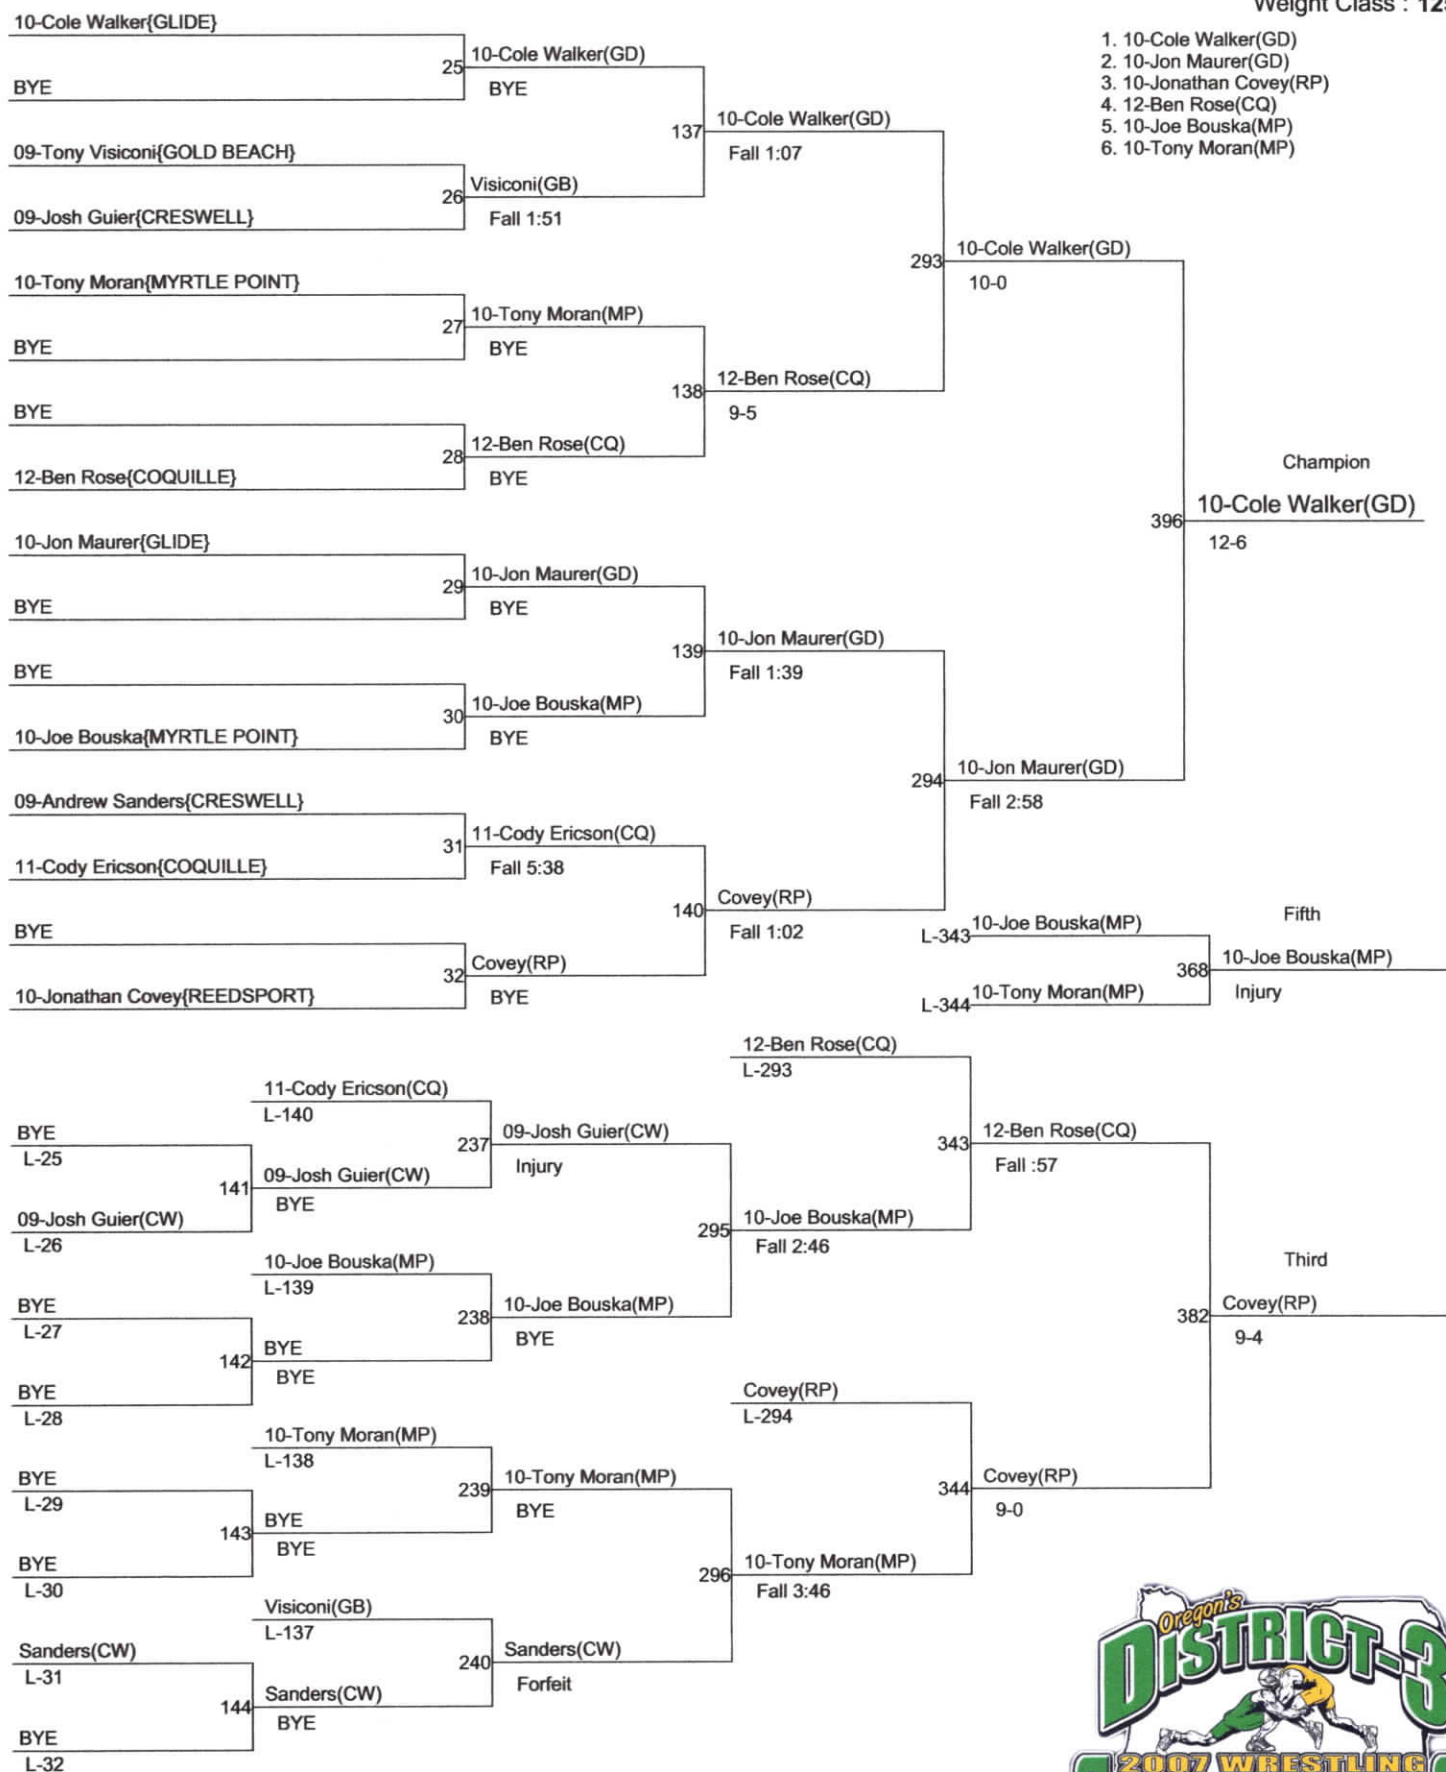 Weight Class :
1. 10-Cole Walker(GD)
2. 10-Jon Maurer(GD)
3. 10-Jonathan Covey(RP)
4. 12-Ben Rose(CQ)
5. 10-Joe Bouska(MP)
6. 10-Tony Moran(MP)
10-Cole Walker{GLIDE}
25
10-Cole Walker(GD)
BYE
BYE
137
10-Cole Walker(GD)
Fall 1:07
09-Tony Visiconi{GOLD BEACH}
26
Visiconi(GB)
Fall 1:51
09-Josh Guier{CRESWELL}
293
10-Cole Walker(GD)
10-0
10-Tony Moran{MYRTLE POINT}
27
10-Tony Moran(MP)
BYE
BYE
138
12-Ben Rose(CQ)
9-5
BYE
28
12-Ben Rose(CQ)
BYE
12-Ben Rose{COQUILLE}
Champion
396
10-Cole Walker(GD)
12-6
10-Jon Maurer{GLIDE}
29
10-Jon Maurer(GD)
BYE
BYE
139
10-Jon Maurer(GD)
Fall 1:39
BYE
30
10-Joe Bouska(MP)
BYE
10-Joe Bouska{MYRTLE POINT}
294
10-Jon Maurer(GD)
Fall 2:58
09-Andrew Sanders{CRESWELL}
31
11-Cody Ericson(CQ)
Fall 5:38
11-Cody Ericson{COQUILLE}
140
Covey(RP)
Fall 1:02
BYE
32
Covey(RP)
BYE
10-Jonathan Covey{REEDSPORT}
Fifth
L-343
10-Joe Bouska(MP)
368
10-Joe Bouska(MP)
Injury
L-344
10-Tony Moran(MP)
12-Ben Rose(CQ)
L-293
11-Cody Ericson(CQ)
L-140
237
09-Josh Guier(CW)
Injury
343
12-Ben Rose(CQ)
Fall :57
BYE
L-25
141
09-Josh Guier(CW)
BYE
09-Josh Guier(CW)
L-26
295
10-Joe Bouska(MP)
Fall 2:46
10-Joe Bouska(MP)
L-139
238
10-Joe Bouska(MP)
BYE
BYE
L-27
142
BYE
BYE
BYE
L-28
Third
382
Covey(RP)
9-4
Covey(RP)
L-294
10-Tony Moran(MP)
L-138
239
10-Tony Moran(MP)
BYE
344
Covey(RP)
9-0
BYE
L-29
143
BYE
BYE
BYE
L-30
296
10-Tony Moran(MP)
Fall 3:46
Visiconi(GB)
L-137
240
Sanders(CW)
Forfeit
Sanders(CW)
L-31
144
Sanders(CW)
BYE
BYE
L-32
Oregon's
DISTRICT-3
2007 WRESTLING